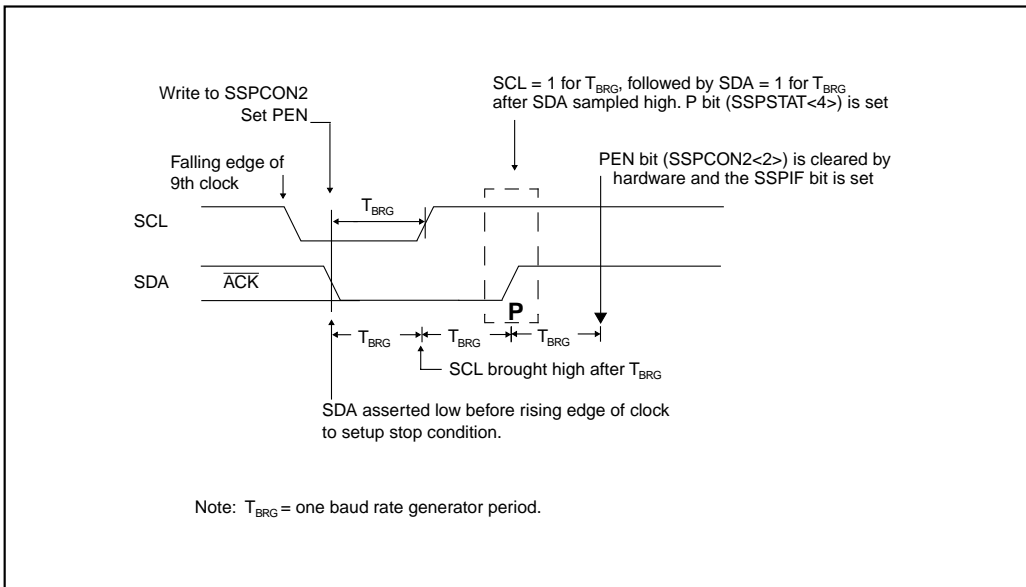 Write to SSPCON2
Set PEN
SCL = 1 for TBRG, followed by SDA = 1 for TBRG
after SDA sampled high. P bit (SSPSTAT<4>) is set
Falling edge of
9th clock
PEN bit (SSPCON2<2>) is cleared by
hardware and the SSPIF bit is set
TBRG
SCL
SDA
ACK
P
TBRG
TBRG
TBRG
SCL brought high after TBRG
SDA asserted low before rising edge of clock
to setup stop condition.
Note: TBRG = one baud rate generator period.